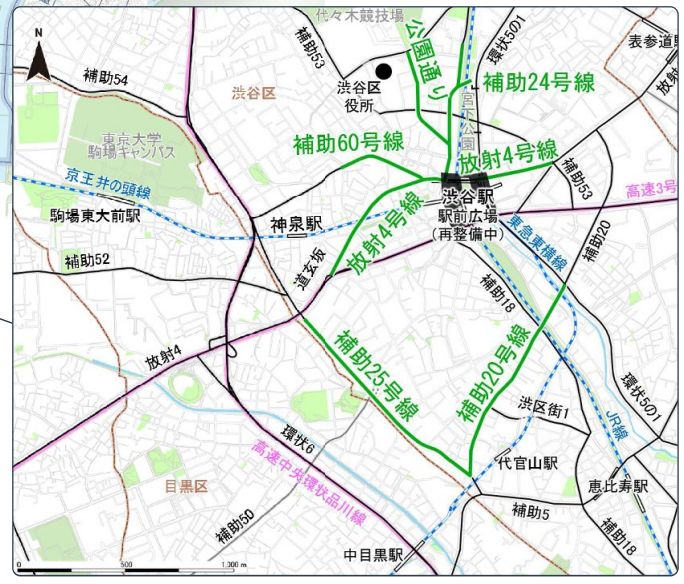 代々木競技場
N
補助53
環状5の1
表参道駅
放射
補助54
渋谷区
渋谷区
役所
公園通り
補助24号線
宮下公園
東京大学
駒場キャンパス
補助60号線
放射4号線
補助53
京王井の頭線
渋谷駅
駅前広場
(再整備中)
高速3号
駒場東大前駅
神泉駅
放射4号線
東急東横線
補助20
補助52
道玄坂
補助18
放射4
補助25号線
補助20号線
渋区街1
環状5の1
JR線
環状6
高速中央環状品川線
代官山駅
恵比寿駅
目黒区
補助50
補助5
補助18
中目黒駅
0 500 1,000 m